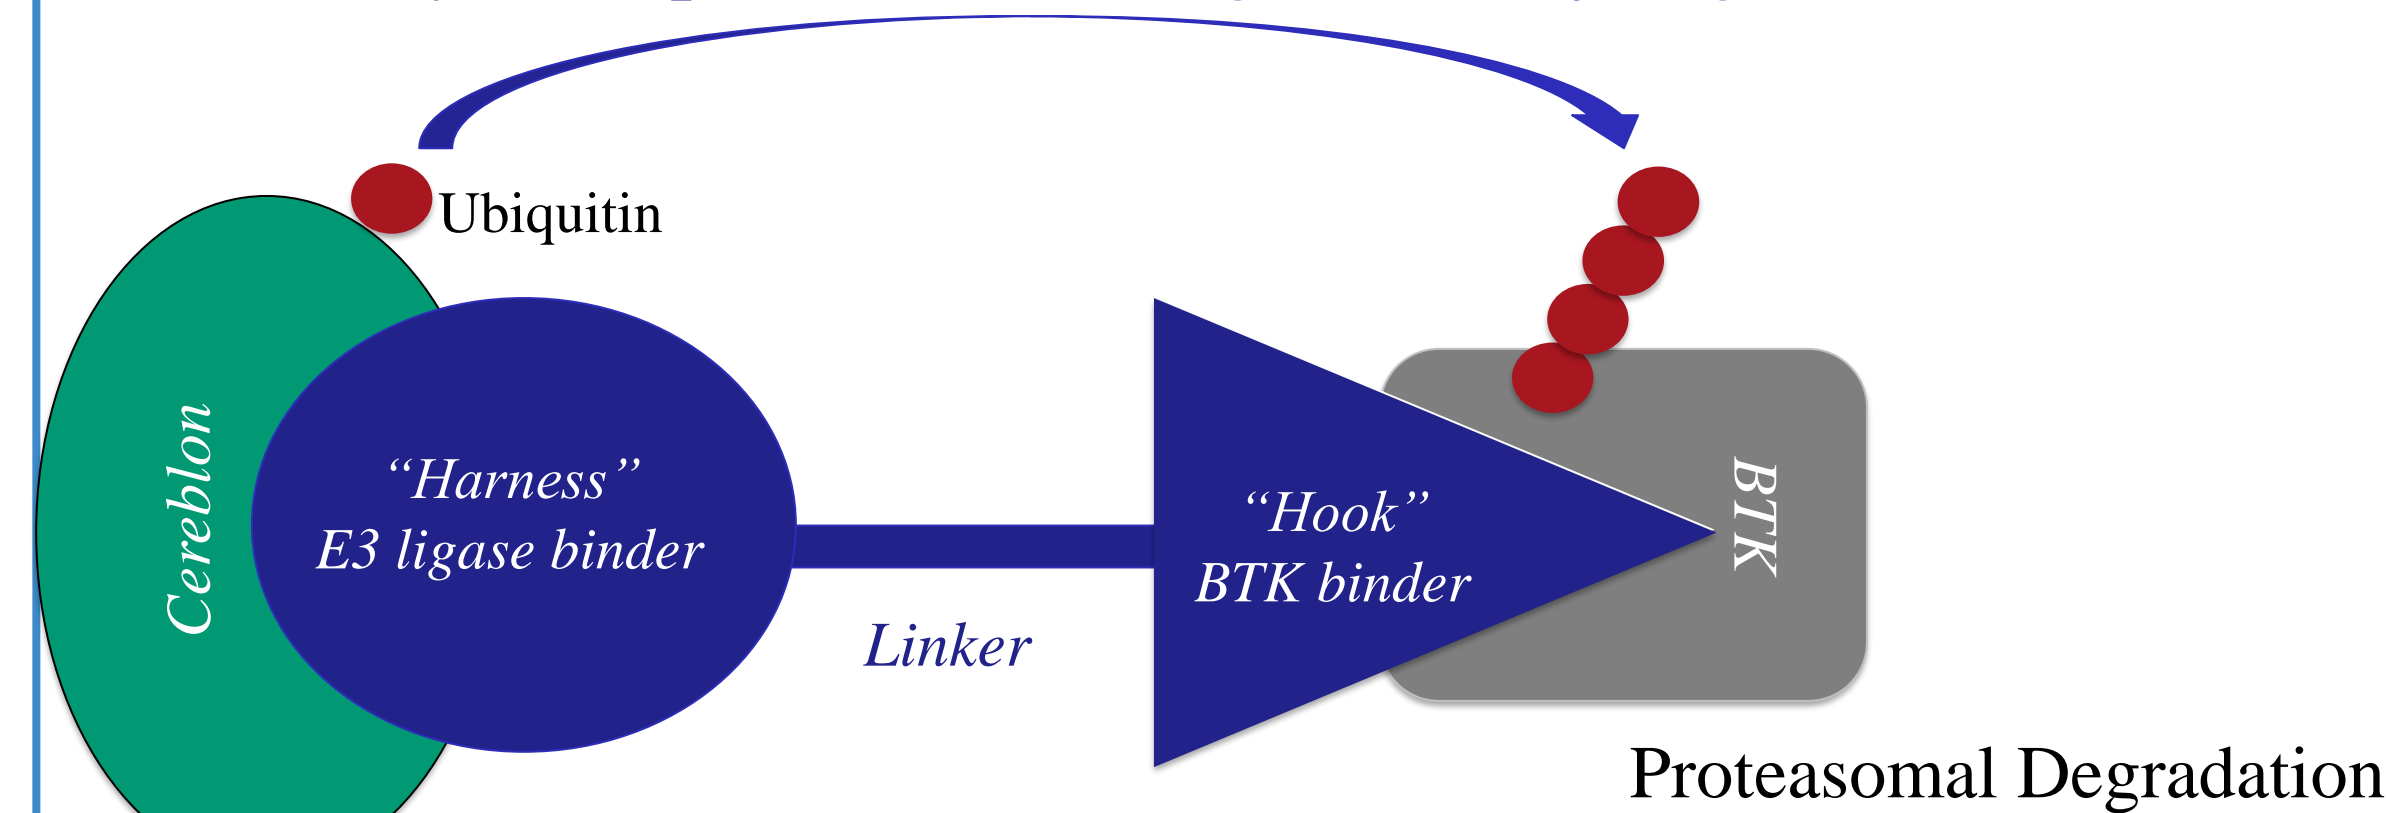 Ubiquitin
Cereblon
“Harness”
E3 ligase binder
Linker
“Hook”
BTK binder
BTK
Proteasomal Degradation